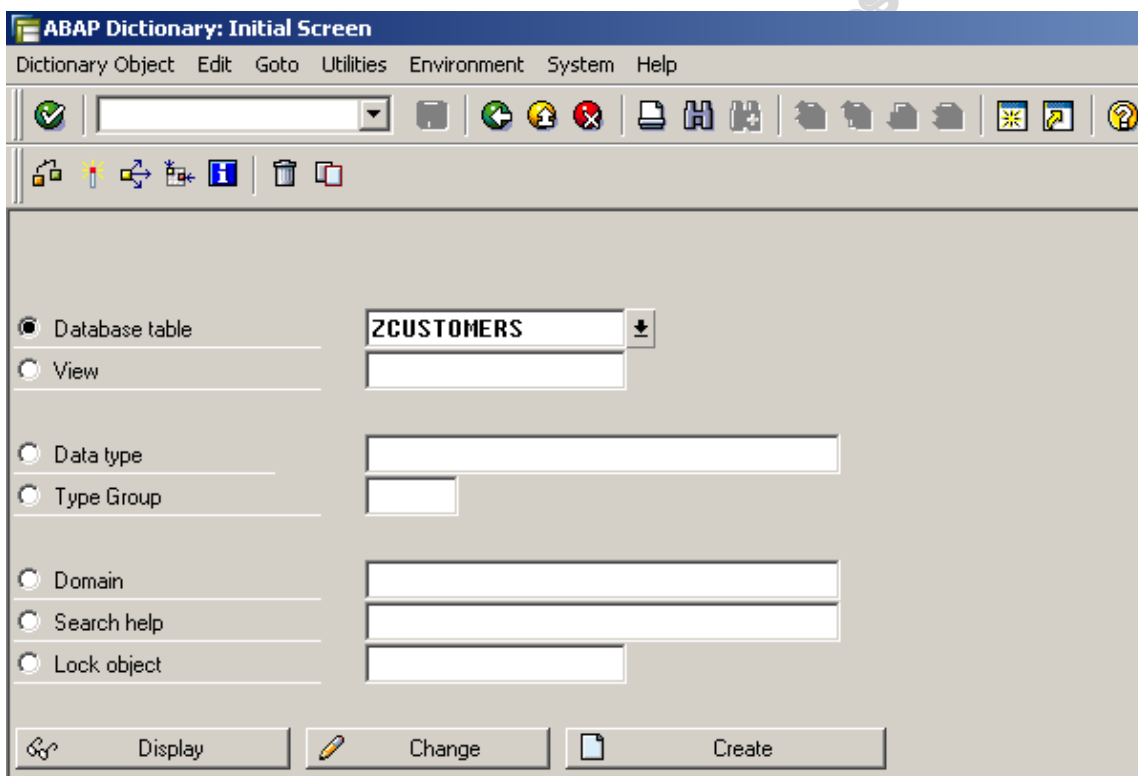 ABAP Dictionary: Initial Screen
Dictionary Object Edit Goto Utilities Environment System Help
Database table ZCUSTOMERS
View
Data type
Type Group
Domain
Search help
Lock object
Display Change Create